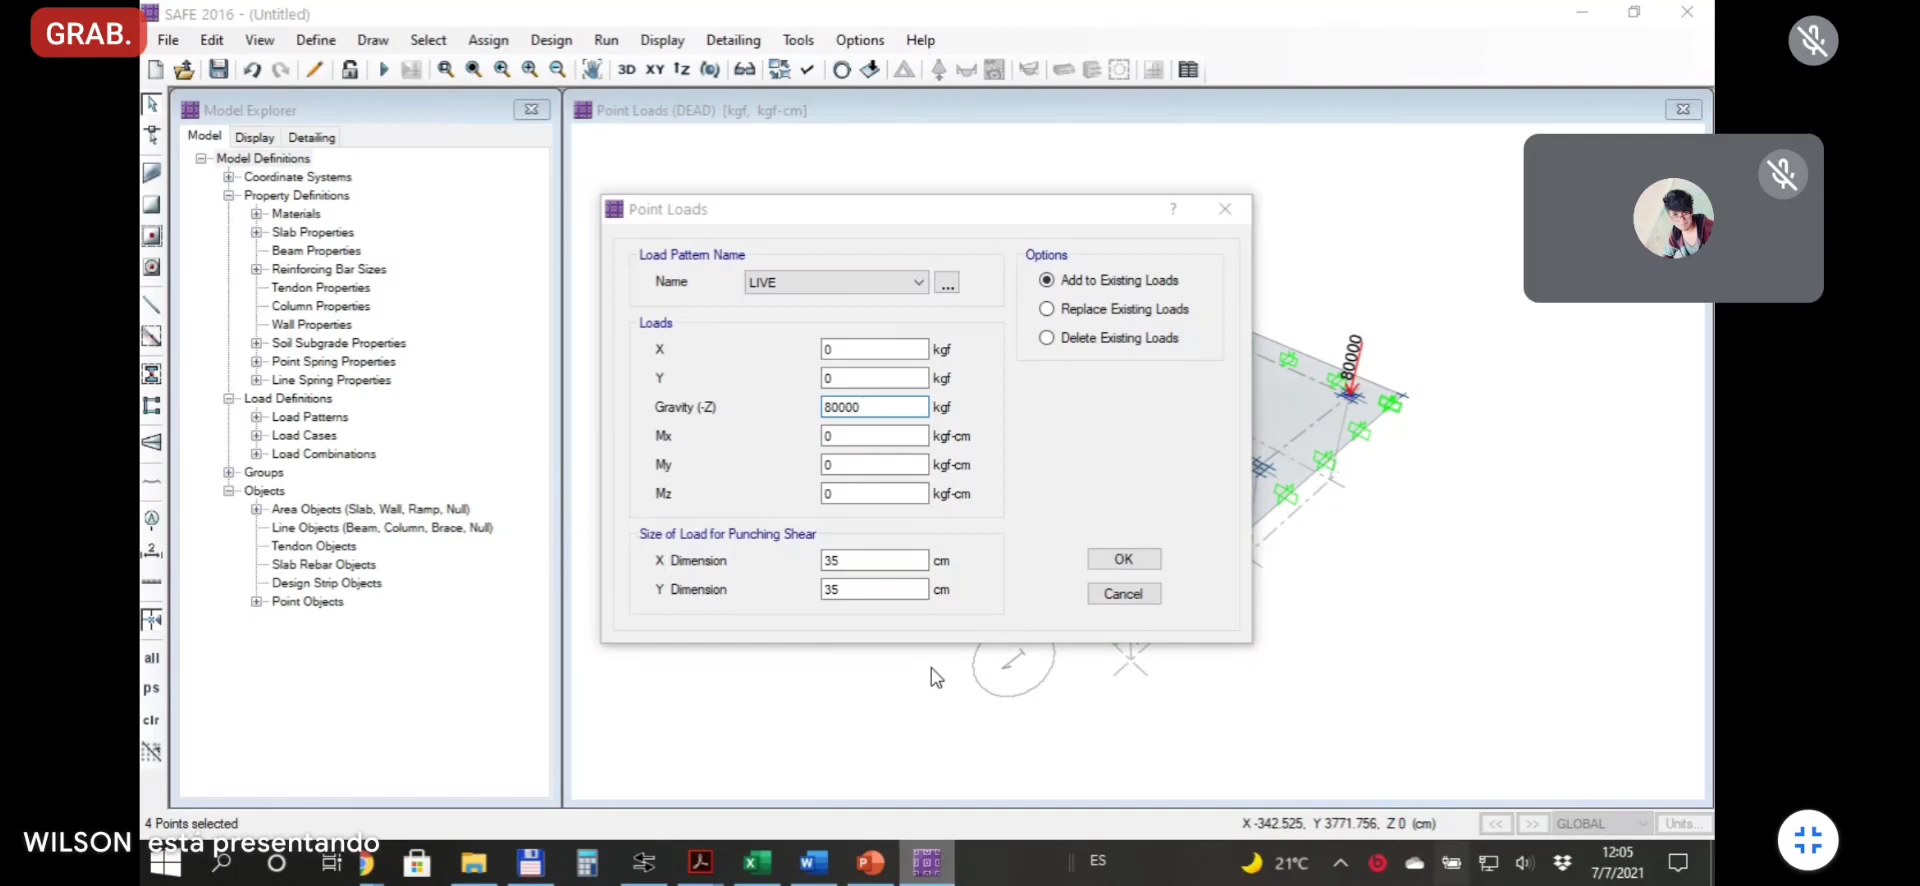 GRAB.
SAFE 2016 - (Untitled)
File Edit View Define Draw Select Assign Design Run Display Detailing Tools Options Help
3D XY
Model Explorer
Model Display Detailing
Model Definitions
Coordinate Systems
Property Definitions
Materials
Slab Properties
Beam Properties
Reinforcing Bar Sizes
Tendon Properties
Column Properties
Wall Properties
Soil Subgrade Properties
Point Spring Properties
Line Spring Properties
Load Definitions
Load Patterns
Load Cases
Load Combinations
Groups
Objects
Area Objects (Slab, Wall, Ramp, Null)
Line Objects (Beam, Column, Brace, Null)
Tendon Objects
Slab Rebar Objects
Design Strip Objects
Point Objects
all
ps
clr
Point Loads (DEAD) [kgf, kgf-cm]
Point Loads
?
Load Pattern Name
Name LIVE ...
Loads
X 0 kgf
Y 0 kgf
Gravity (-Z) 80000 kgf
Mx 0 kgf-cm
My 0 kgf-cm
Mz 0 kgf-cm
Size of Load for Punching Shear
X Dimension 35 cm
Y Dimension 35 cm
Options
Add to Existing Loads
Replace Existing Loads
Delete Existing Loads
OK
Cancel
80000
4 Points selected
X -342.525, Y 3771.756, Z 0 (cm)
<< >> GLOBAL Units...
WILSON está presentando
ES
21°C
12:05
7/7/2021